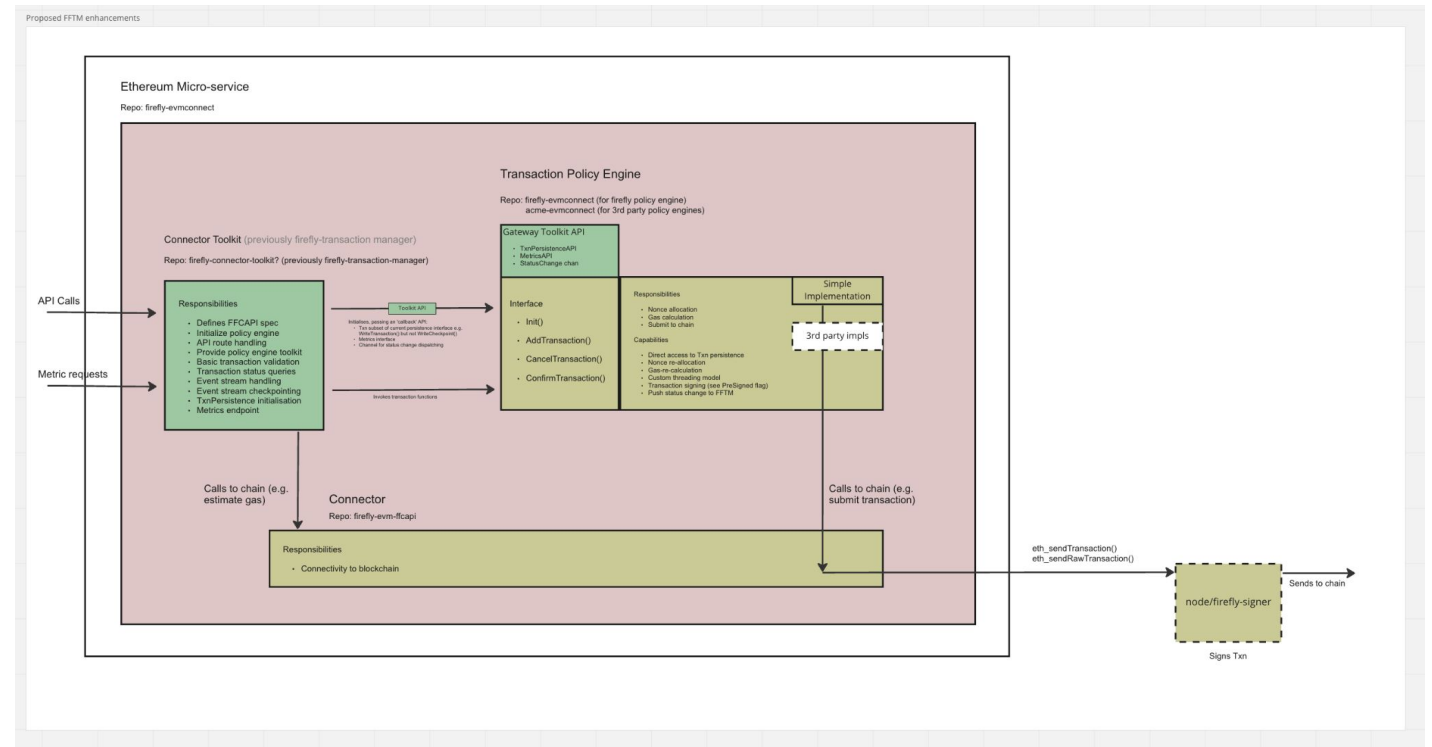 Proposed FFTM enhancements
Ethereum Micro-service
Repo: firefly-evmconnect
Transaction Policy Engine
Repo: firefly-evmconnect (for firefly policy engine)
acme-evmconnect (for 3rd party policy engines)
Connector Toolkit (previously firefly-transaction manager)
Repo: firefly-connector-toolkit? (previously firefly-transaction-manager)
Gateway Toolkit API
• TxnPersistenceAPI
• MetricsAPI
• StatusChange chan
API Calls
Metric requests
Responsibilities
• Defines FFCAPI spec
• Initialize policy engine
• API route handling
• Provide policy engine toolkit
• Basic transaction validation
• Transaction status queries
• Event stream handling
• Event stream checkpointing
• TxnPersistence initialisation
• Metrics endpoint
Toolkit API
Initialises, passing an 'callback' API:
• Txn subset of current persistence interface e.g.
WriteTransaction() but not WriteCheckpoint()
• Metrics interface
• Channel for status change dispatching
Invokes transaction functions
Interface
• Init()
• AddTransaction()
• CancelTransaction()
• ConfirmTransaction()
Responsibilities
• Nonce allocation
• Gas calculation
• Submit to chain
Capabilities
• Direct access to Txn persistence
• Nonce re-allocation
• Gas-re-calculation
• Custom threading model
• Transaction signing (see PreSigned flag)
• Push status change to FFTM
Simple
Implementation
3rd party impls
Calls to chain (e.g.
estimate gas)
Calls to chain (e.g.
submit transaction)
Connector
Repo: firefly-evm-ffcapi
Responsibilities
• Connectivity to blockchain
eth_sendTransaction()
eth_sendRawTransaction()
node/firefly-signer
Sends to chain
Signs Txn